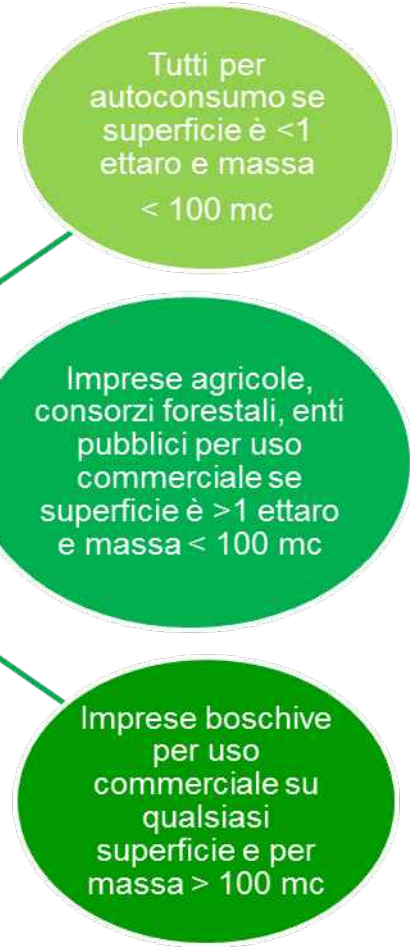 Tutti per
autoconsumo se
superficie è <1
ettaro e massa
< 100 mc
Imprese agricole,
consorzi forestali, enti
pubblici per uso
commerciale se
superficie è >1 ettaro
e massa < 100 mc
Imprese boschive
per uso
commerciale su
qualsiasi
superficie e per
massa > 100 mc